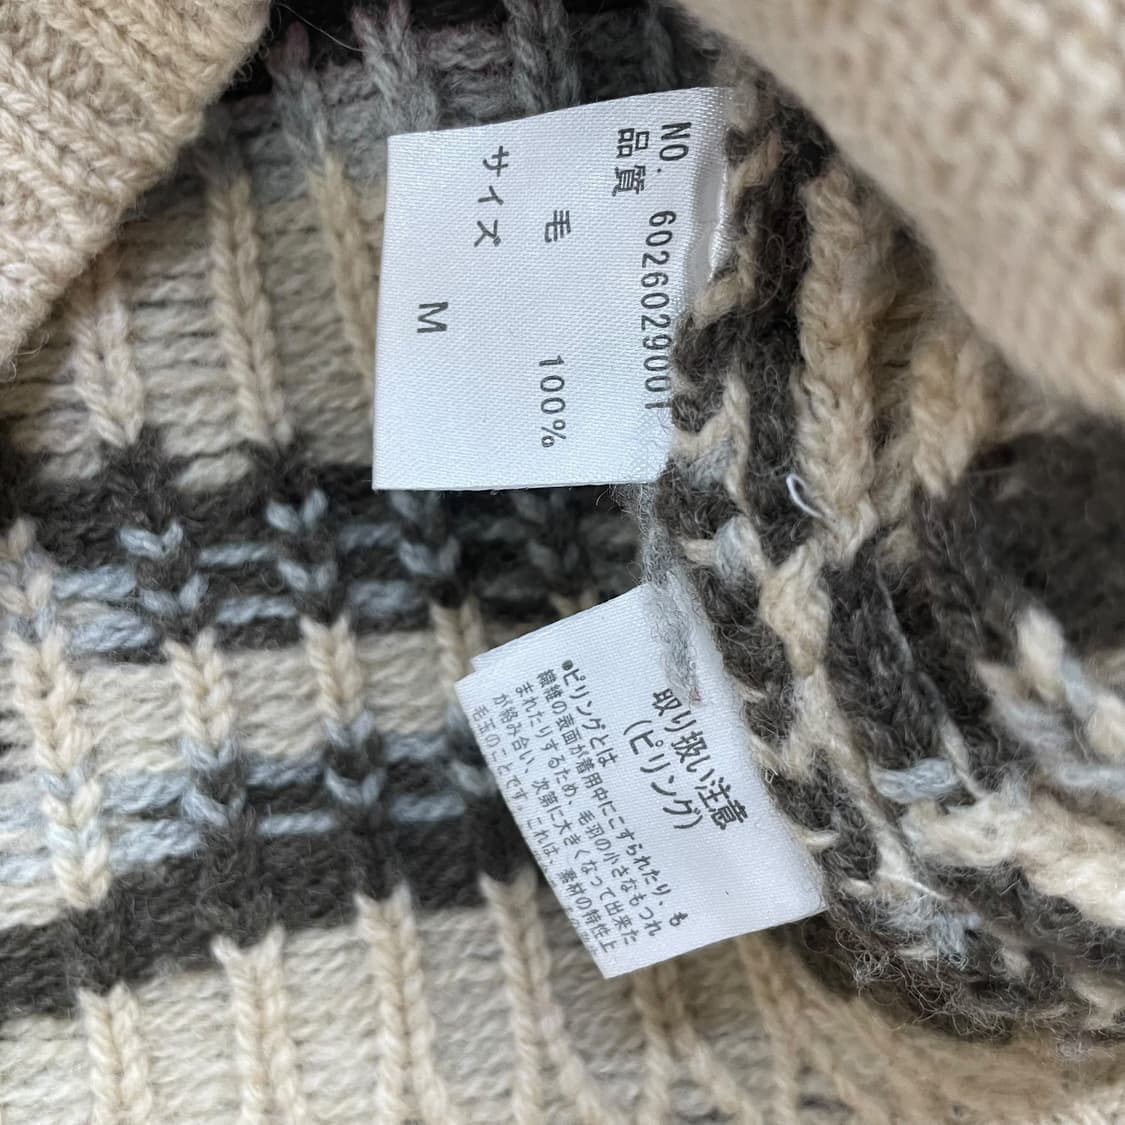 NO. 6026029001
品質
毛 100%
サイズ
M
取り扱い注意
(ピリング)
●ピリングとは
繊維の表面が着用中にこすられたり、も
まれたりするため、毛羽の小さなもつれ
が絡み合い、次第に大きくなって出来た
毛玉のことです。これは、素材の特性上